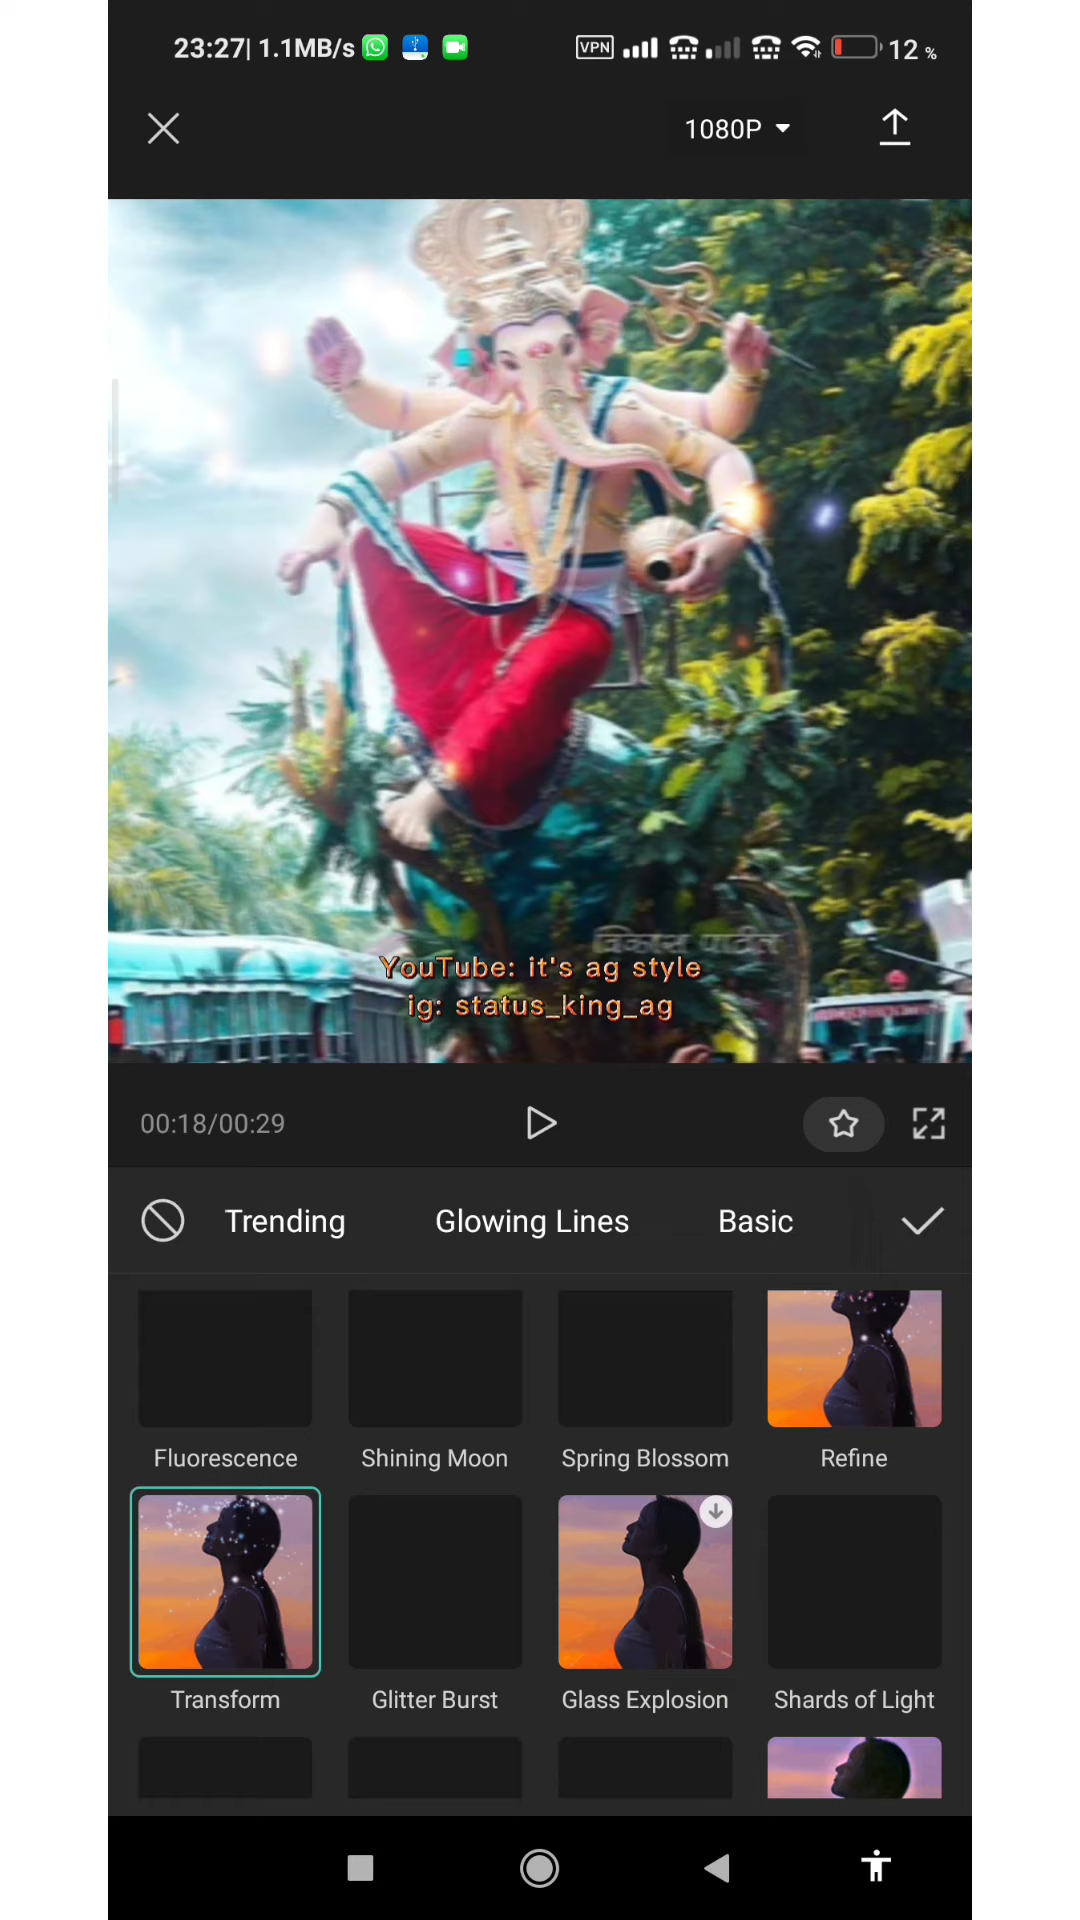 23:27| 1.1MB/s VPN 12 %
1080P
विकास पाटील
YouTube: it's ag style
ig: status_king_ag
00:18/00:29
Trending Glowing Lines Basic
Fluorescence Shining Moon Spring Blossom Refine
Transform Glitter Burst Glass Explosion Shards of Light